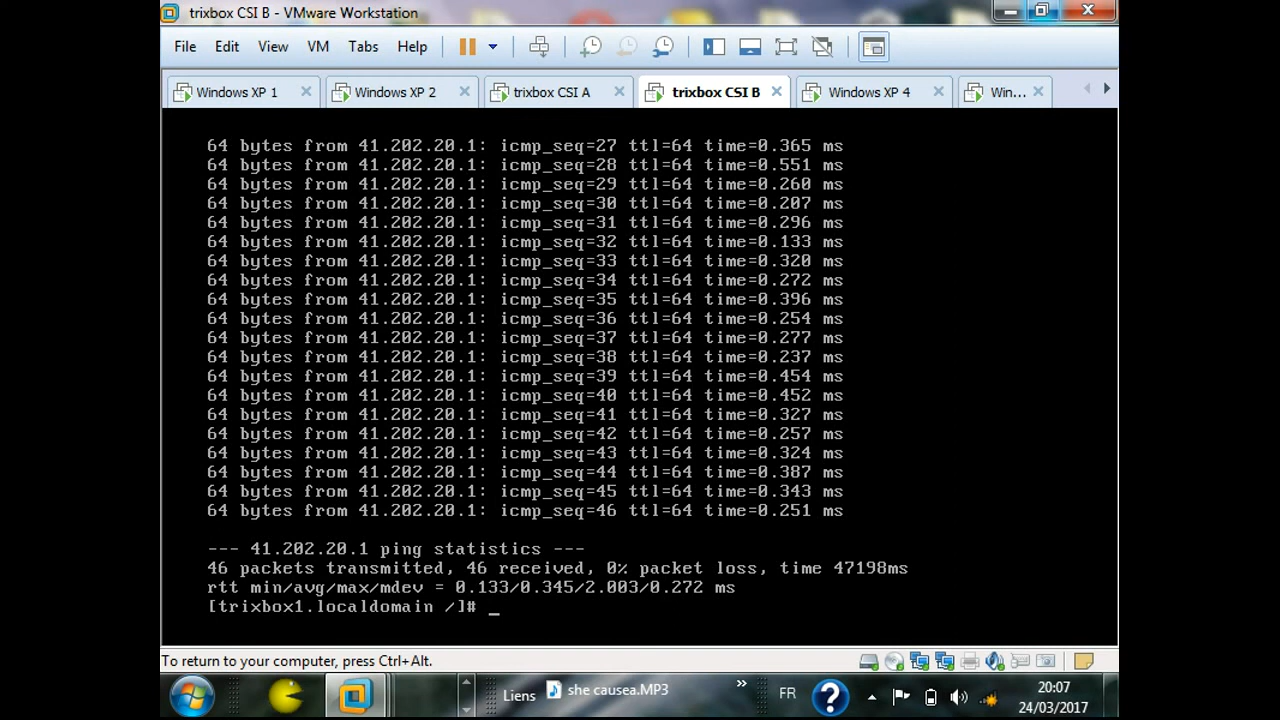 trixbox CSI B - VMware Workstation
File Edit View VM Tabs Help
Windows XP 1 Windows XP 2 trixbox CSI A trixbox CSI B Windows XP 4 Win...
64 bytes from 41.202.20.1: icmp_seq=27 ttl=64 time=0.365 ms
64 bytes from 41.202.20.1: icmp_seq=28 ttl=64 time=0.551 ms
64 bytes from 41.202.20.1: icmp_seq=29 ttl=64 time=0.260 ms
64 bytes from 41.202.20.1: icmp_seq=30 ttl=64 time=0.207 ms
64 bytes from 41.202.20.1: icmp_seq=31 ttl=64 time=0.296 ms
64 bytes from 41.202.20.1: icmp_seq=32 ttl=64 time=0.133 ms
64 bytes from 41.202.20.1: icmp_seq=33 ttl=64 time=0.320 ms
64 bytes from 41.202.20.1: icmp_seq=34 ttl=64 time=0.272 ms
64 bytes from 41.202.20.1: icmp_seq=35 ttl=64 time=0.396 ms
64 bytes from 41.202.20.1: icmp_seq=36 ttl=64 time=0.254 ms
64 bytes from 41.202.20.1: icmp_seq=37 ttl=64 time=0.277 ms
64 bytes from 41.202.20.1: icmp_seq=38 ttl=64 time=0.237 ms
64 bytes from 41.202.20.1: icmp_seq=39 ttl=64 time=0.454 ms
64 bytes from 41.202.20.1: icmp_seq=40 ttl=64 time=0.452 ms
64 bytes from 41.202.20.1: icmp_seq=41 ttl=64 time=0.327 ms
64 bytes from 41.202.20.1: icmp_seq=42 ttl=64 time=0.257 ms
64 bytes from 41.202.20.1: icmp_seq=43 ttl=64 time=0.324 ms
64 bytes from 41.202.20.1: icmp_seq=44 ttl=64 time=0.387 ms
64 bytes from 41.202.20.1: icmp_seq=45 ttl=64 time=0.343 ms
64 bytes from 41.202.20.1: icmp_seq=46 ttl=64 time=0.251 ms
--- 41.202.20.1 ping statistics ---
46 packets transmitted, 46 received, 0% packet loss, time 47198ms
rtt min/avg/max/mdev = 0.133/0.345/2.003/0.272 ms
[trixbox1.localdomain /]# _
To return to your computer, press Ctrl+Alt.
Liens she causea.MP3 » FR 20:07
24/03/2017